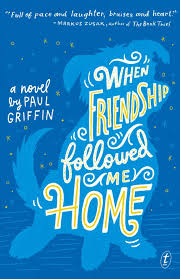 "Full of pace and laughter, bruises and heart."
—MARKUS ZUSAK, author of The Book Thief
a novel
by PAUL
GRIFFIN
WHEN
FRIENDSHIP
followed
ME
HOME
t